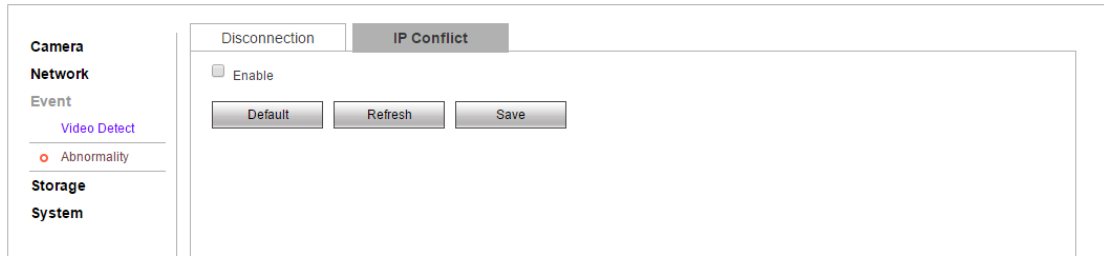 Camera
Network
Event
Video Detect
Abnormality
Storage
System
Disconnection IP Conflict
Enable
Default Refresh Save